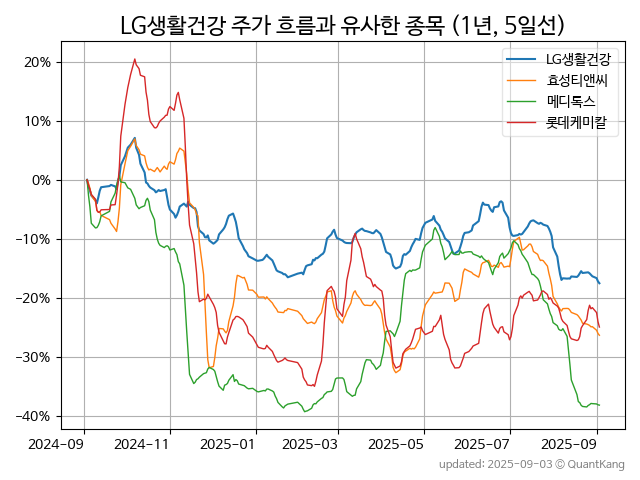 LG생활건강 주가 흐름과 유사한 종목 (1년, 5일선)
LG생활건강
효성티앤씨
메디톡스
롯데케미칼
20%
10%
0%
−10%
−20%
−30%
−40%
2024-09 2024-11 2025-01 2025-03 2025-05 2025-07 2025-09
updated: 2025-09-03 © QuantKang